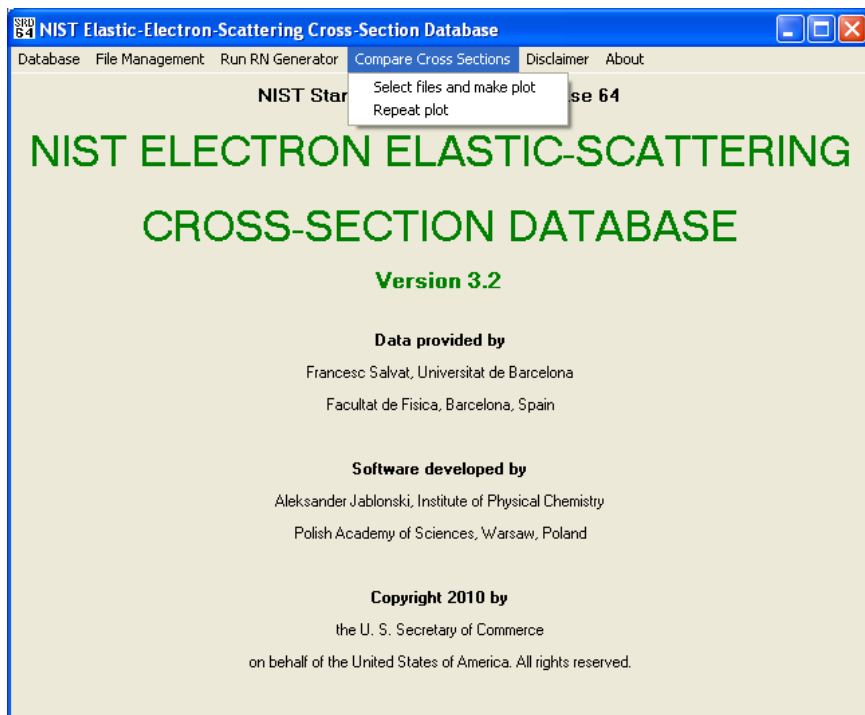 SRD 64 NIST Elastic-Electron-Scattering Cross-Section Database
Database File Management Run RN Generator Compare Cross Sections Disclaimer About
Select files and make plot
Repeat plot
NIST Star se 64
NIST ELECTRON ELASTIC-SCATTERING
CROSS-SECTION DATABASE
Version 3.2
Data provided by
Francesc Salvat, Universitat de Barcelona
Facultat de Fisica, Barcelona, Spain
Software developed by
Aleksander Jablonski, Institute of Physical Chemistry
Polish Academy of Sciences, Warsaw, Poland
Copyright 2010 by
the U. S. Secretary of Commerce
on behalf of the United States of America. All rights reserved.